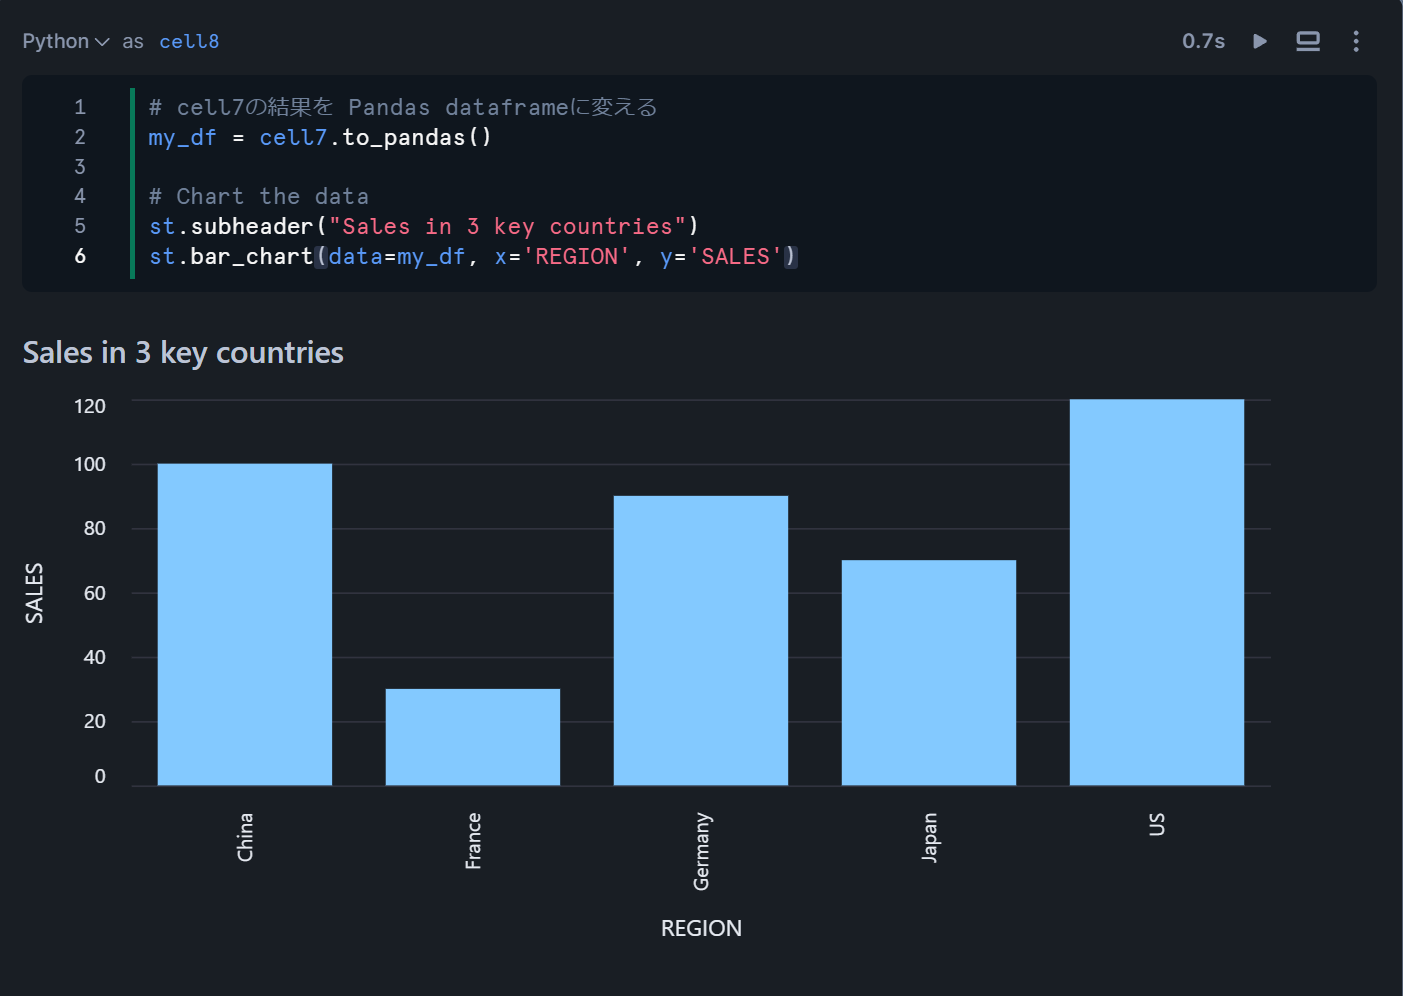 Python as cell8 0.7s
1 # cell7の結果を Pandas dataframeに変える
2 my_df = cell7.to_pandas()
3
4 # Chart the data
5 st.subheader("Sales in 3 key countries")
6 st.bar_chart(data=my_df, x='REGION', y='SALES')
Sales in 3 key countries
120
100
80
60
40
20
0
SALES
China France Germany Japan US
REGION